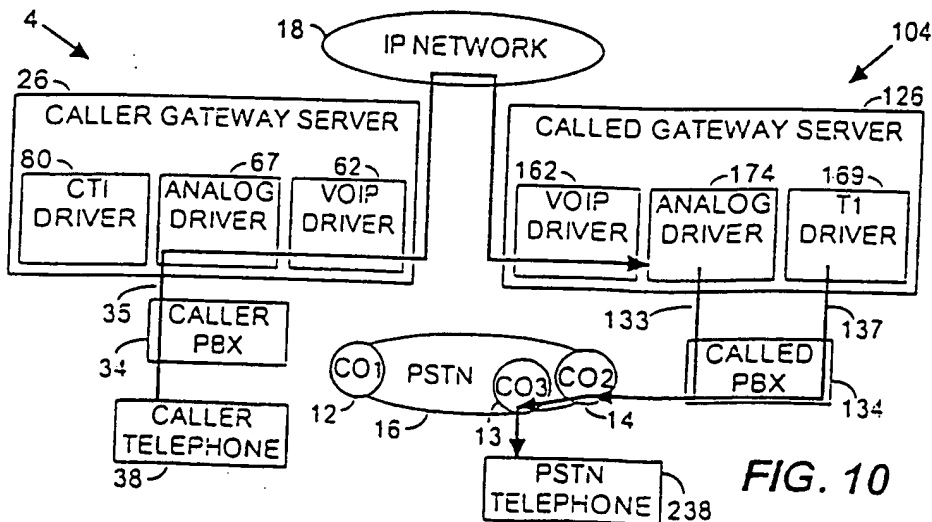 4
18
IP NETWORK
104
26
126
CALLER GATEWAY SERVER
CALLED GATEWAY SERVER
80
67
62
162
174
169
CTI
DRIVER
ANALOG
DRIVER
VOIP
DRIVER
VOIP
DRIVER
ANALOG
DRIVER
T1
DRIVER
35
133
137
CALLER
PBX
34
CO1
PSTN
CO3
CO2
CALLED
PBX
134
12
16
13
14
CALLER
TELEPHONE
38
PSTN
TELEPHONE
238
FIG. 10